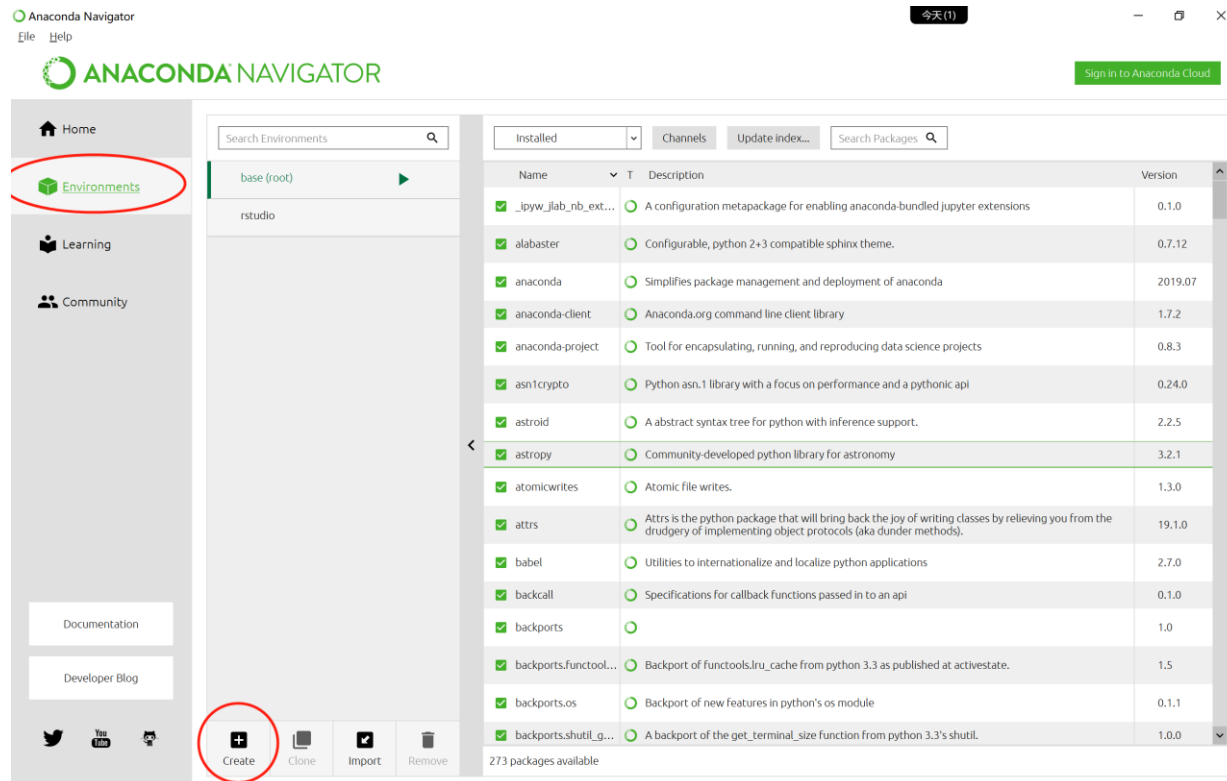 Anaconda Navigator
今天(1)
File Help
ANACONDA NAVIGATOR
Sign in to Anaconda Cloud
Home
Environments
Learning
Community
Documentation
Developer Blog
You
Tube
Search Environments
base (root)
rstudio
Create
Clone
Import
Remove
Installed
Channels
Update index...
Search Packages
Name T Description Version
_ipyw_jlab_nb_ext... A configuration metapackage for enabling anaconda-bundled jupyter extensions 0.1.0
alabaster Configurable, python 2+3 compatible sphinx theme. 0.7.12
anaconda Simplifies package management and deployment of anaconda 2019.07
anaconda-client Anaconda.org command line client library 1.7.2
anaconda-project Tool for encapsulating, running, and reproducing data science projects 0.8.3
asn1crypto Python asn.1 library with a focus on performance and a pythonic api 0.24.0
astroid A abstract syntax tree for python with inference support. 2.2.5
astropy Community-developed python library for astronomy 3.2.1
atomicwrites Atomic file writes. 1.3.0
attrs Attrs is the python package that will bring back the joy of writing classes by relieving you from the
drudgery of implementing object protocols (aka dunder methods). 19.1.0
babel Utilities to internationalize and localize python applications 2.7.0
backcall Specifications for callback functions passed in to an api 0.1.0
backports 1.0
backports.functool... Backport of functools.lru_cache from python 3.3 as published at activestate. 1.5
backports.os Backport of new features in python's os module 0.1.1
backports.shutil_g... A backport of the get_terminal_size function from python 3.3's shutil. 1.0.0
273 packages available